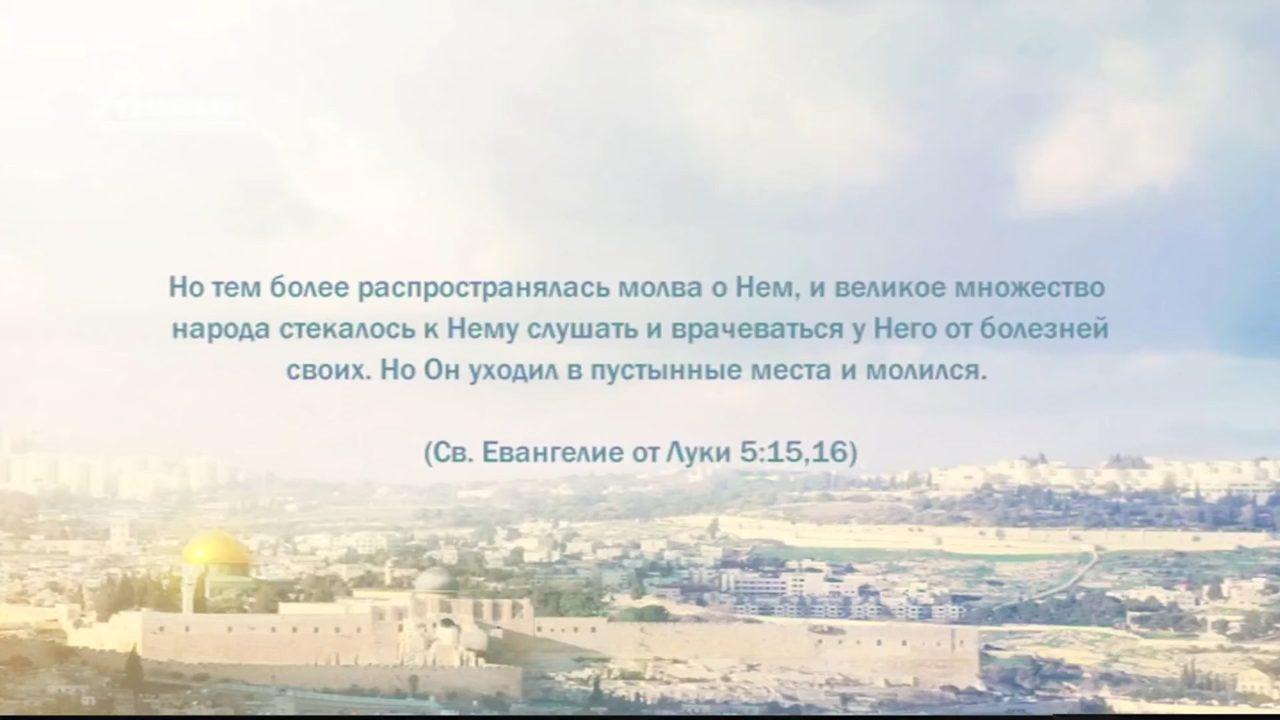 Но тем более распространялась молва о Нем, и великое множество
народа стекалось к Нему слушать и врачеваться у Него от болезней
своих. Но Он уходил в пустынные места и молился.
(Св. Евангелие от Луки 5:15,16)